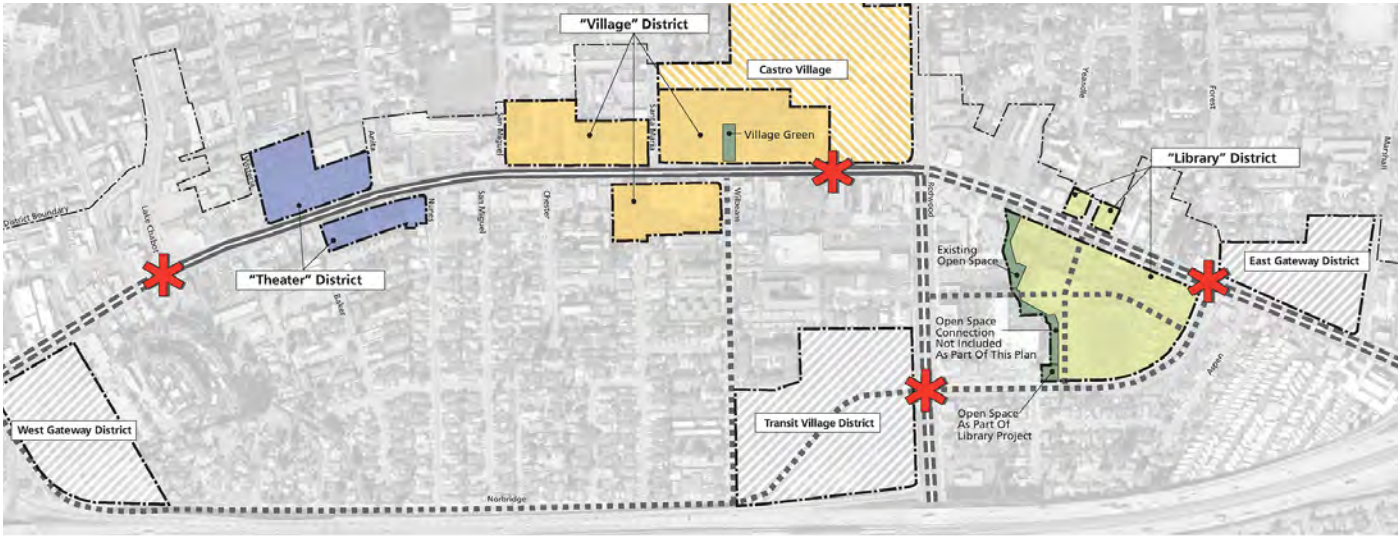 "Village" District
Castro Village
Yeandle
Forest
Marshall
San Miguel
Santa Maria
Village Green
Anita
"Library" District
District Boundary
Lake Chabot
Nunna
San Miguel
Chester
Wilbeam
Redwood
Existing
Open Space
East Gateway District
"Theater" District
Baker
Open Space
Connection
Not Included
As Part Of This Plan
Aspen
West Gateway District
Transit Village District
Open Space
As Part Of
Library Project
Norbridge